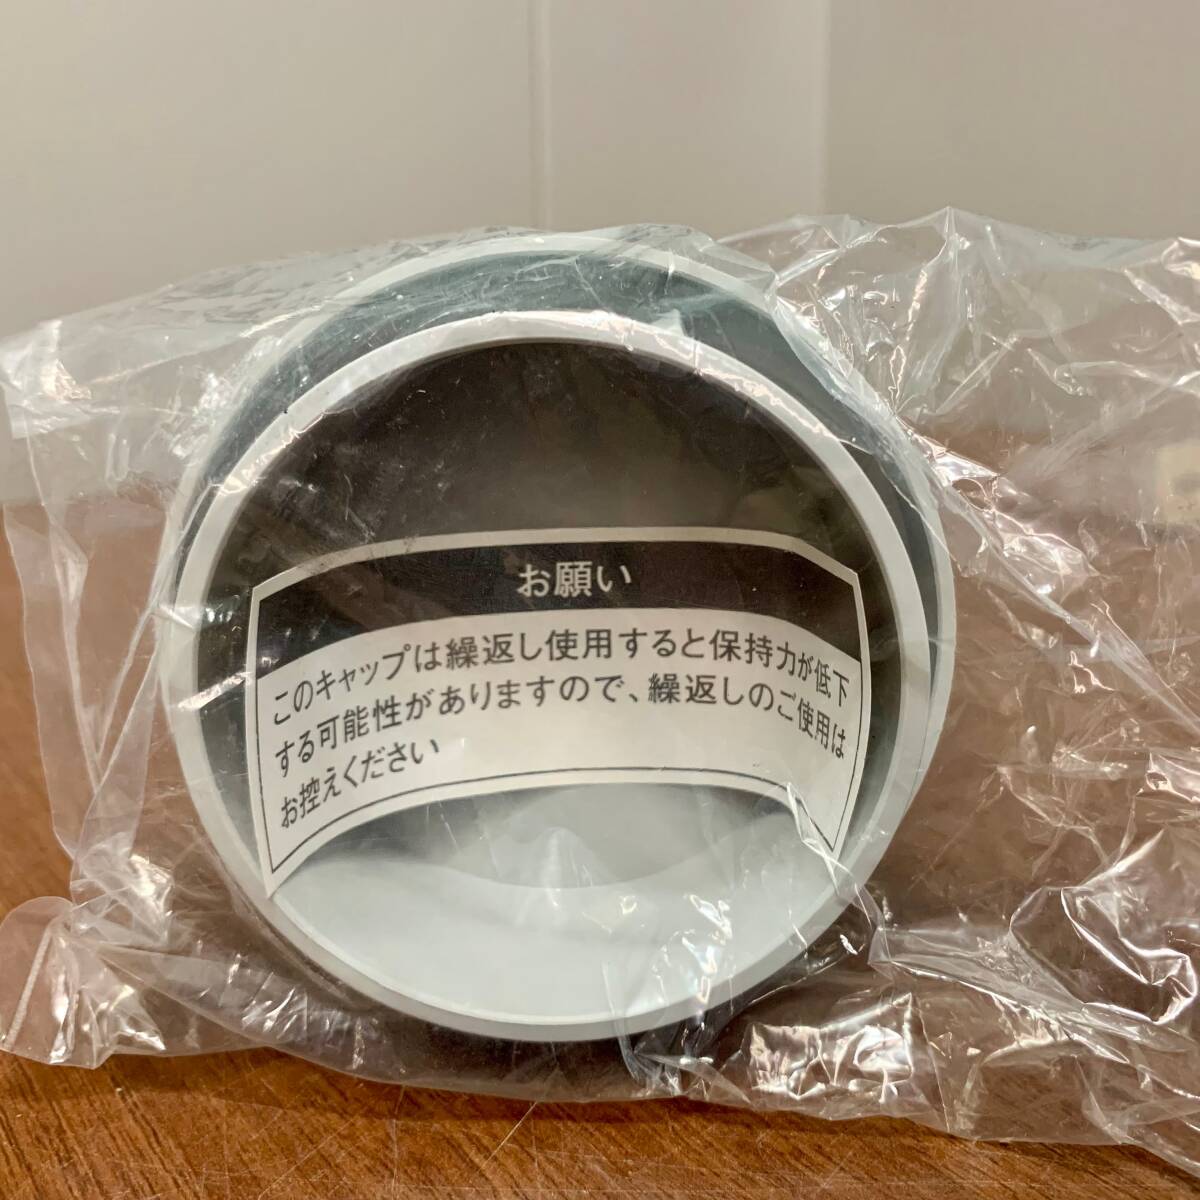 お願い
このキャップは繰返し使用すると保持力が低下
する可能性がありますので、繰返しのご使用は
お控えください